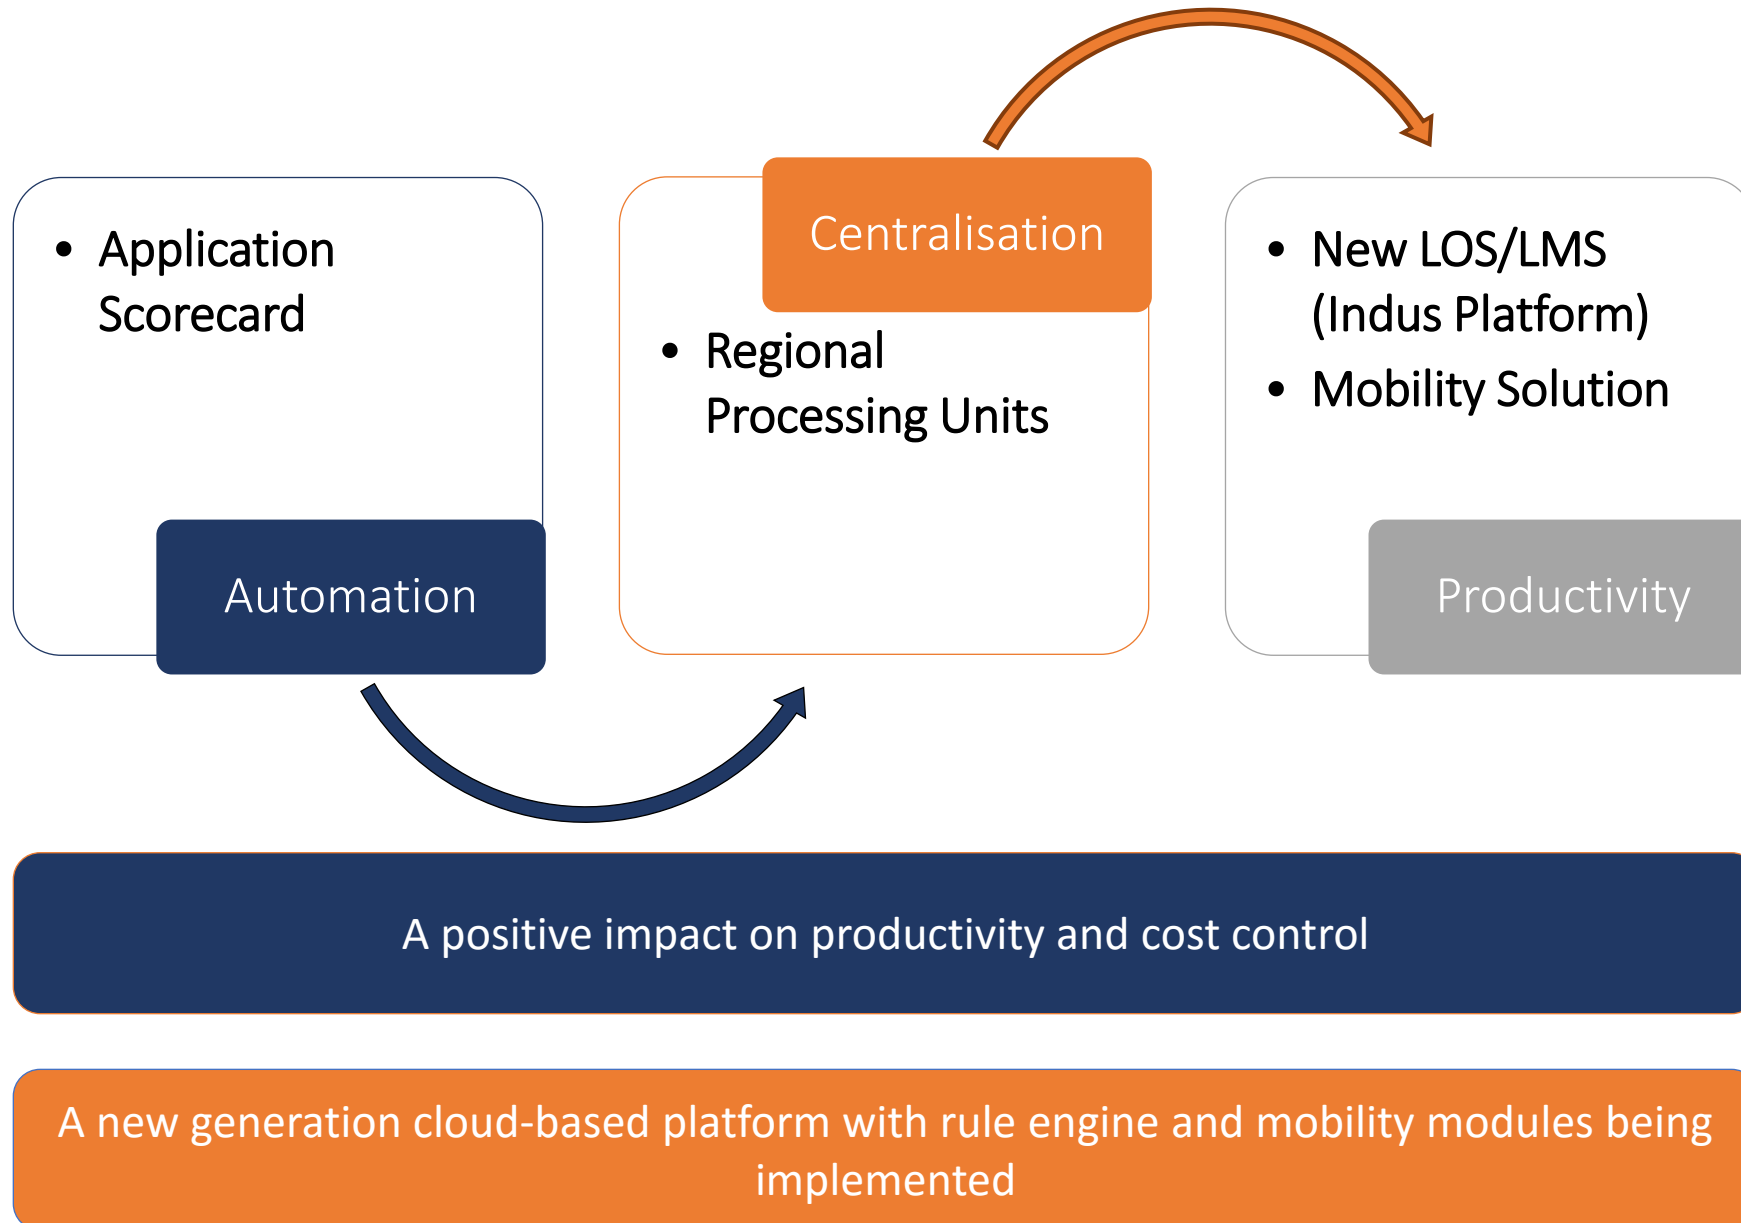 • Application
Scorecard
Automation
Centralisation
• Regional
Processing Units
• New LOS/LMS
(Indus Platform)
• Mobility Solution
Productivity
A positive impact on productivity and cost control
A new generation cloud-based platform with rule engine and mobility modules being
implemented